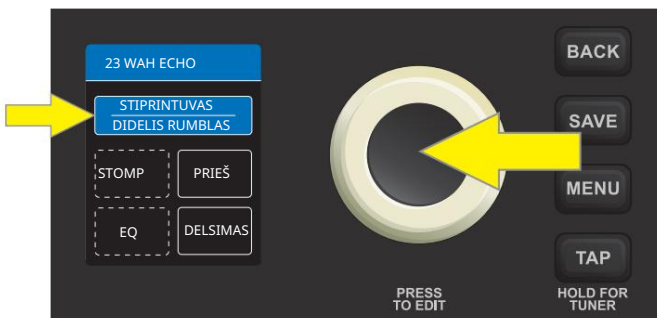 23 WAH ECHO
STIPRINTUVAS
DIDELIS RUMBLAS
STOMP
PRIEŠ
EQ
DELSIMAS
PRESS
TO EDIT
BACK
SAVE
MENU
TAP
HOLD FOR
TUNER